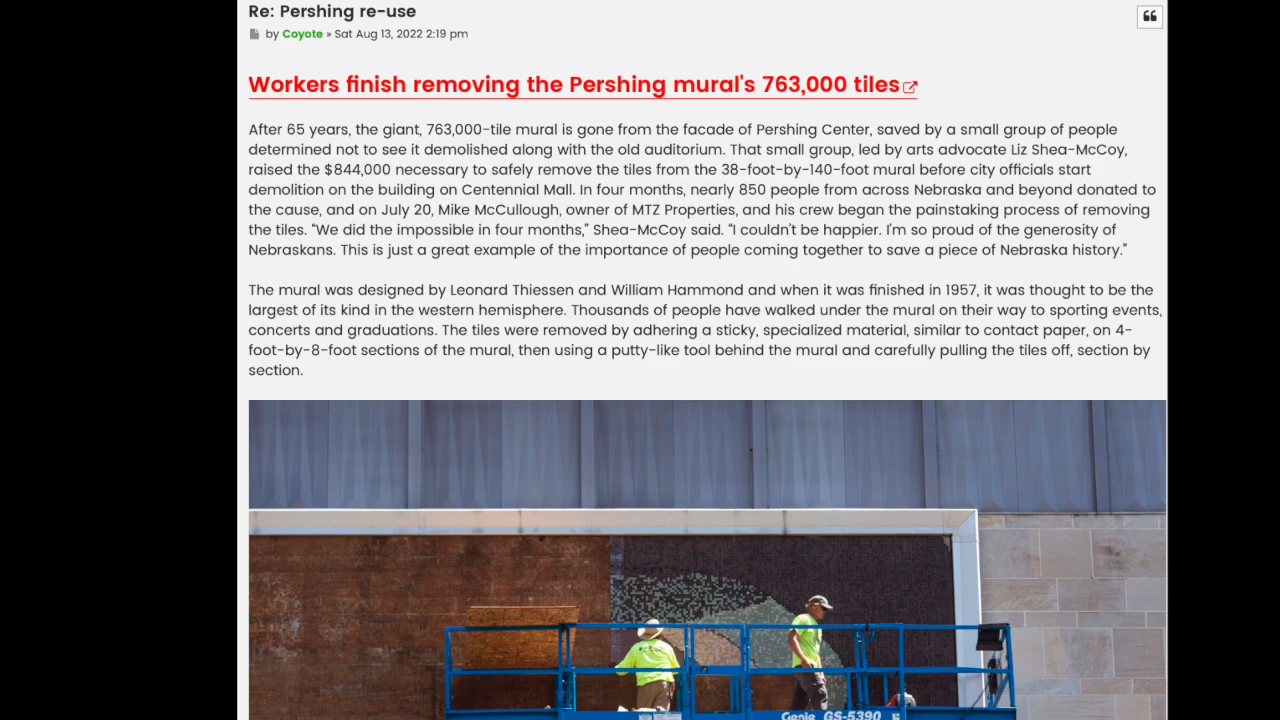 Re: Pershing re-use
by Coyote » Sat Aug 13, 2022 2:19 pm
Workers finish removing the Pershing mural's 763,000 tiles
After 65 years, the giant, 763,000-tile mural is gone from the facade of Pershing Center, saved by a small group of people
determined not to see it demolished along with the old auditorium. That small group, led by arts advocate Liz Shea-McCoy,
raised the $844,000 necessary to safely remove the tiles from the 38-foot-by-140-foot mural before city officials start
demolition on the building on Centennial Mall. In four months, nearly 850 people from across Nebraska and beyond donated to
the cause, and on July 20, Mike McCullough, owner of MTZ Properties, and his crew began the painstaking process of removing
the tiles. “We did the impossible in four months,” Shea-McCoy said. “I couldn’t be happier. I’m so proud of the generosity of
Nebraskans. This is just a great example of the importance of people coming together to save a piece of Nebraska history.”
The mural was designed by Leonard Thiessen and William Hammond and when it was finished in 1957, it was thought to be the
largest of its kind in the western hemisphere. Thousands of people have walked under the mural on their way to sporting events,
concerts and graduations. The tiles were removed by adhering a sticky, specialized material, similar to contact paper, on 4-
foot-by-8-foot sections of the mural, then using a putty-like tool behind the mural and carefully pulling the tiles off, section by
section.
Genie GS-5390